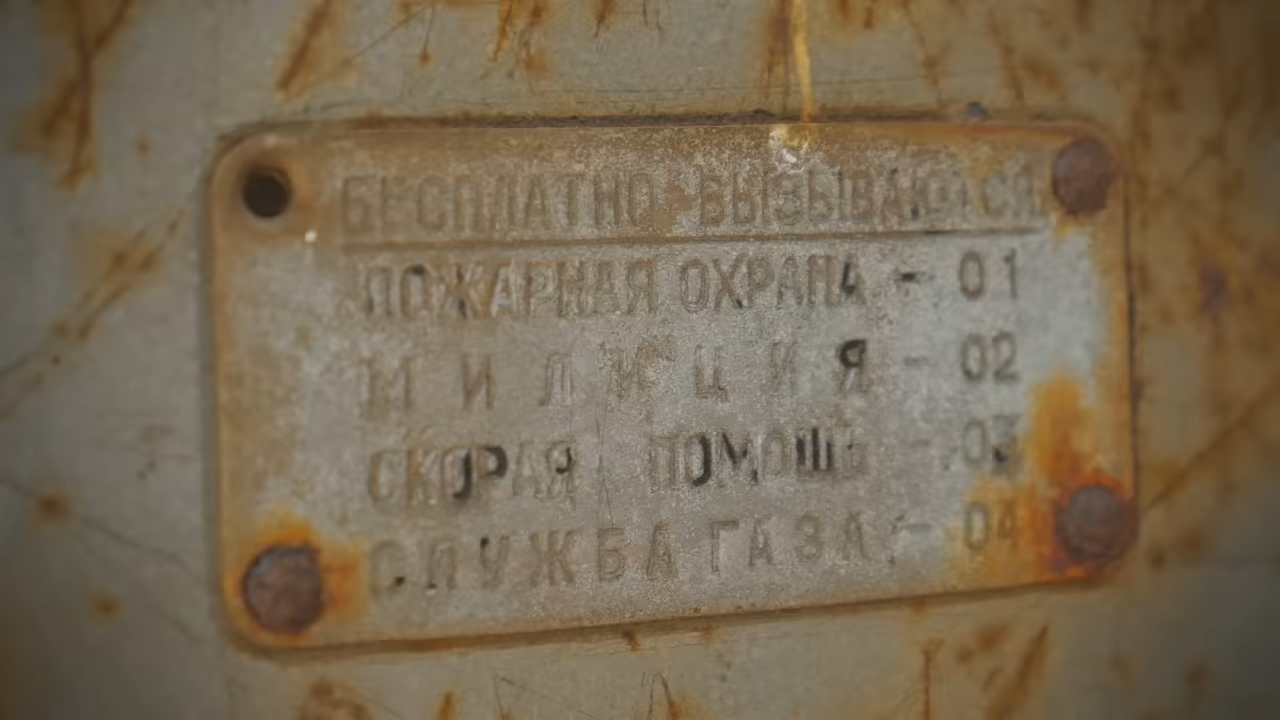 БЕСПЛАТНО ВЫЗЫВАЮТСЯ
ПОЖАРНАЯ ОХРАНА - 01
МИЛИЦИЯ - 02
СКОРАЯ ПОМОЩЬ - 03
СЛУЖБА ГАЗА - 04